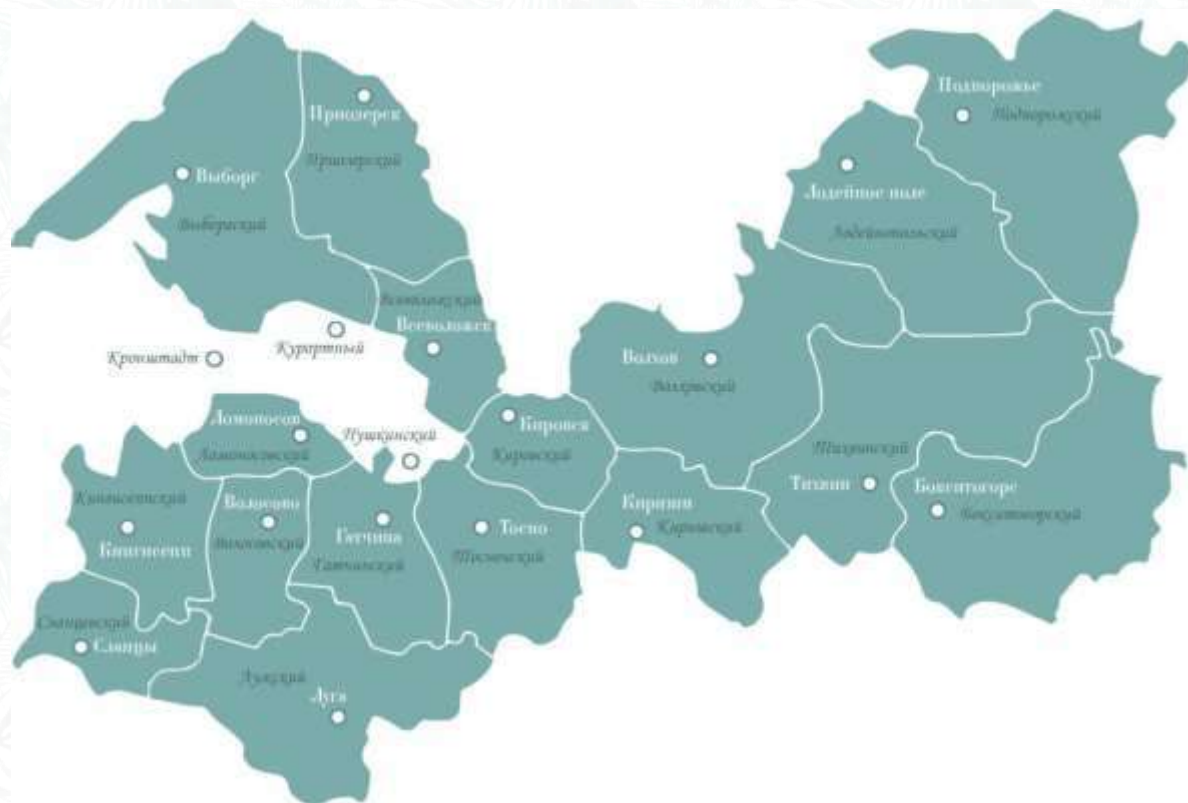 Подпорожье
Приозерск
Подпорожский
Приозерский
Выборг
Лодейное поле
Выборгский
Лодейнопольский
Всеволожский
Всеволожск
Курортный
Кронштадт
Волхов
Волховский
Ломоносов
Кировск
Пушкинский
Ломоносовский
Кировский
Тихвинский
Кингисеппский
Волосово
Тихвин
Бокситогорс
Кириши
Бокситогорский
Гатчина
Тосно
Киришский
Кингисепп
Волосовский
Гатчинский
Тосненский
Сланцевский
Сланцы
Лужский
Луга